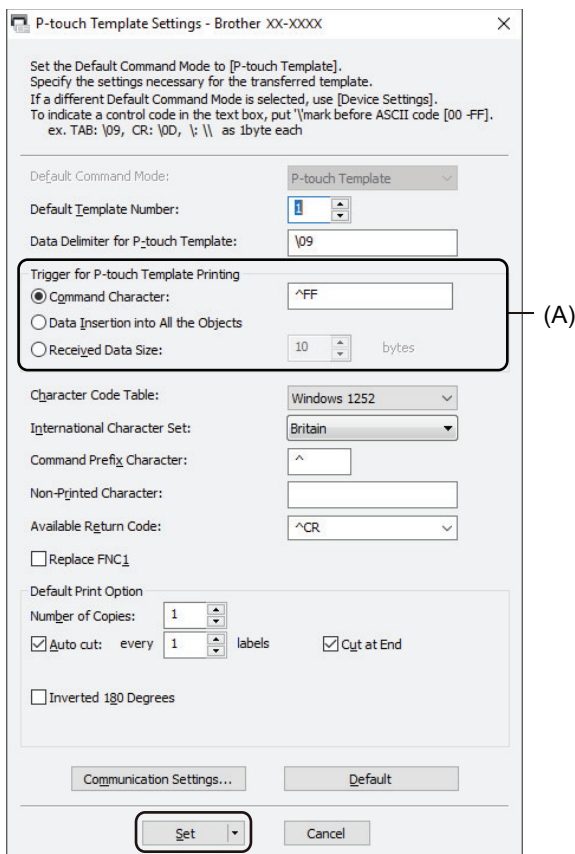 P-touch Template Settings - Brother XX-XXXX
Set the Default Command Mode to [P-touch Template].
Specify the settings necessary for the transferred template.
If a different Default Command Mode is selected, use [Device Settings].
To indicate a control code in the text box, put '\'mark before ASCII code [00 -FF].
ex. TAB: \09, CR: \0D, \: \\ as 1byte each
Default Command Mode: P-touch Template
Default Template Number: 1
Data Delimiter for P-touch Template: \09
Trigger for P-touch Template Printing
Command Character: ^FF
(A)
Data Insertion into All the Objects
Received Data Size: 10 bytes
Character Code Table: Windows 1252
International Character Set: Britain
Command Prefix Character: ^
Non-Printed Character:
Available Return Code: ^CR
Replace FNC1
Default Print Option
Number of Copies: 1
Auto cut: every 1 labels Cut at End
Inverted 180 Degrees
Communication Settings... Default
Set Cancel